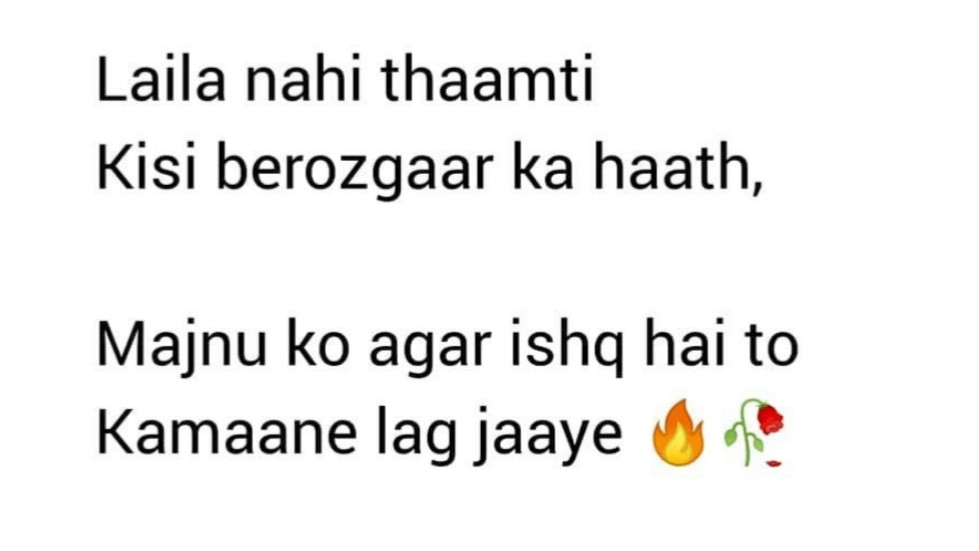 Laila nahi thaamti
Kisi berozgaar ka haath,
Majnu ko agar ishq hai to
Kamaane lag jaaye 🔥🥀